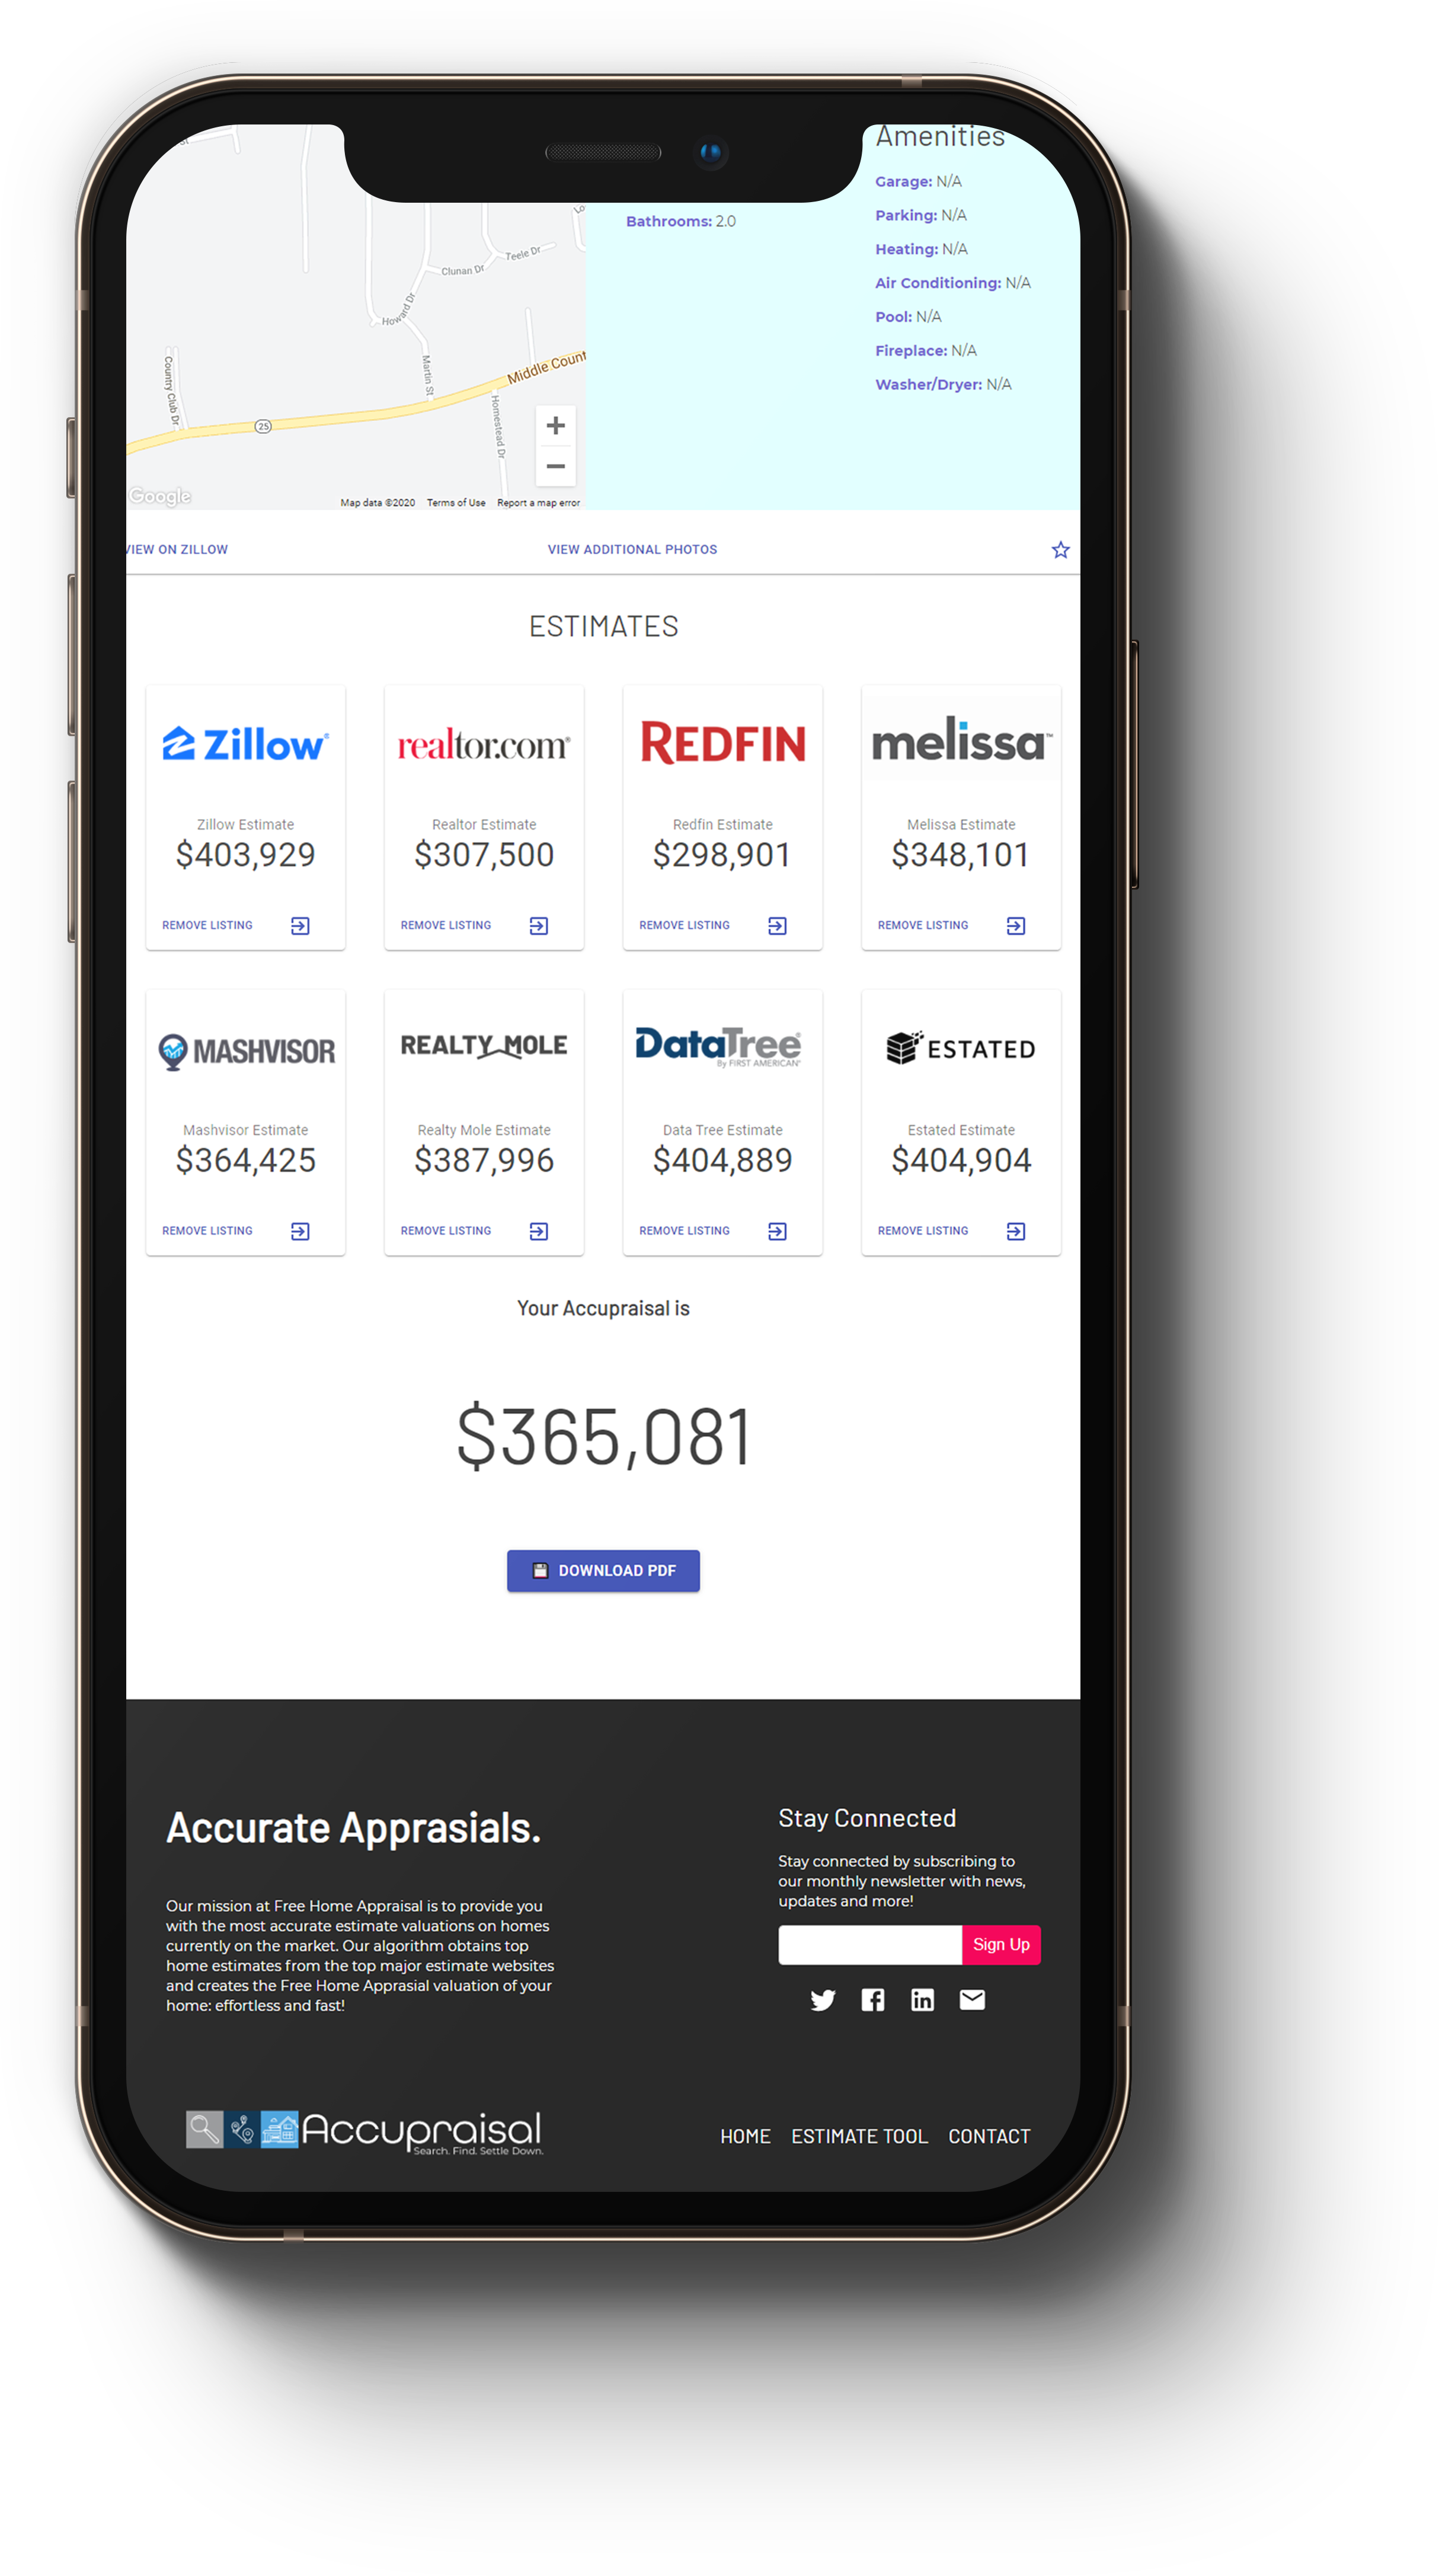 Amenities
Garage: N/A
Parking: N/A
Bathrooms: 2.0
Heating: N/A
Air Conditioning: N/A
Pool: N/A
Fireplace: N/A
Washer/Dryer: N/A
Teele Dr
Clunan Dr
Howard Dr
Martin St
Country Club Dr
Middle Count
Homestead Dr
25
Lo
+
−
Google
Map data ©2020 Terms of Use Report a map error
VIEW ON ZILLOW
VIEW ADDITIONAL PHOTOS
ESTIMATES
Zillow®
realtor.com®
REDFIN
melissa™
Zillow Estimate
$403,929
Realtor Estimate
$307,500
Redfin Estimate
$298,901
Melissa Estimate
$348,101
REMOVE LISTING
REMOVE LISTING
REMOVE LISTING
REMOVE LISTING
MASHVISOR
REALTY MOLE
DataTree®
By FIRST AMERICAN®
ESTATED
Mashvisor Estimate
$364,425
Realty Mole Estimate
$387,996
Data Tree Estimate
$404,889
Estated Estimate
$404,904
REMOVE LISTING
REMOVE LISTING
REMOVE LISTING
REMOVE LISTING
Your Accupraisal is
$365,081
DOWNLOAD PDF
Accurate Apprasials.
Our mission at Free Home Appraisal is to provide you
with the most accurate estimate valuations on homes
currently on the market. Our algorithm obtains top
home estimates from the top major estimate websites
and creates the Free Home Apprasial valuation of your
home: effortless and fast!
Stay Connected
Stay connected by subscribing to
our monthly newsletter with news,
updates and more!
Sign Up
Accupraisal
Search. Find. Settle Down.
HOME ESTIMATE TOOL CONTACT